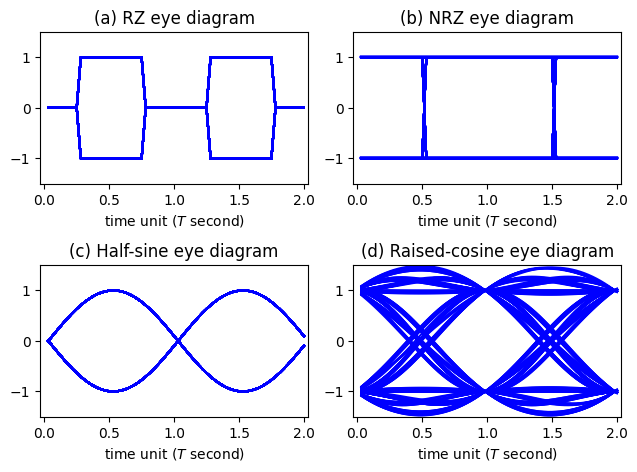 (a) RZ eye diagram
1
0
−1
0.0 0.5 1.0 1.5 2.0
time unit (T second)
(b) NRZ eye diagram
1
0
−1
0.0 0.5 1.0 1.5 2.0
time unit (T second)
(c) Half-sine eye diagram
1
0
−1
0.0 0.5 1.0 1.5 2.0
time unit (T second)
(d) Raised-cosine eye diagram
1
0
−1
0.0 0.5 1.0 1.5 2.0
time unit (T second)